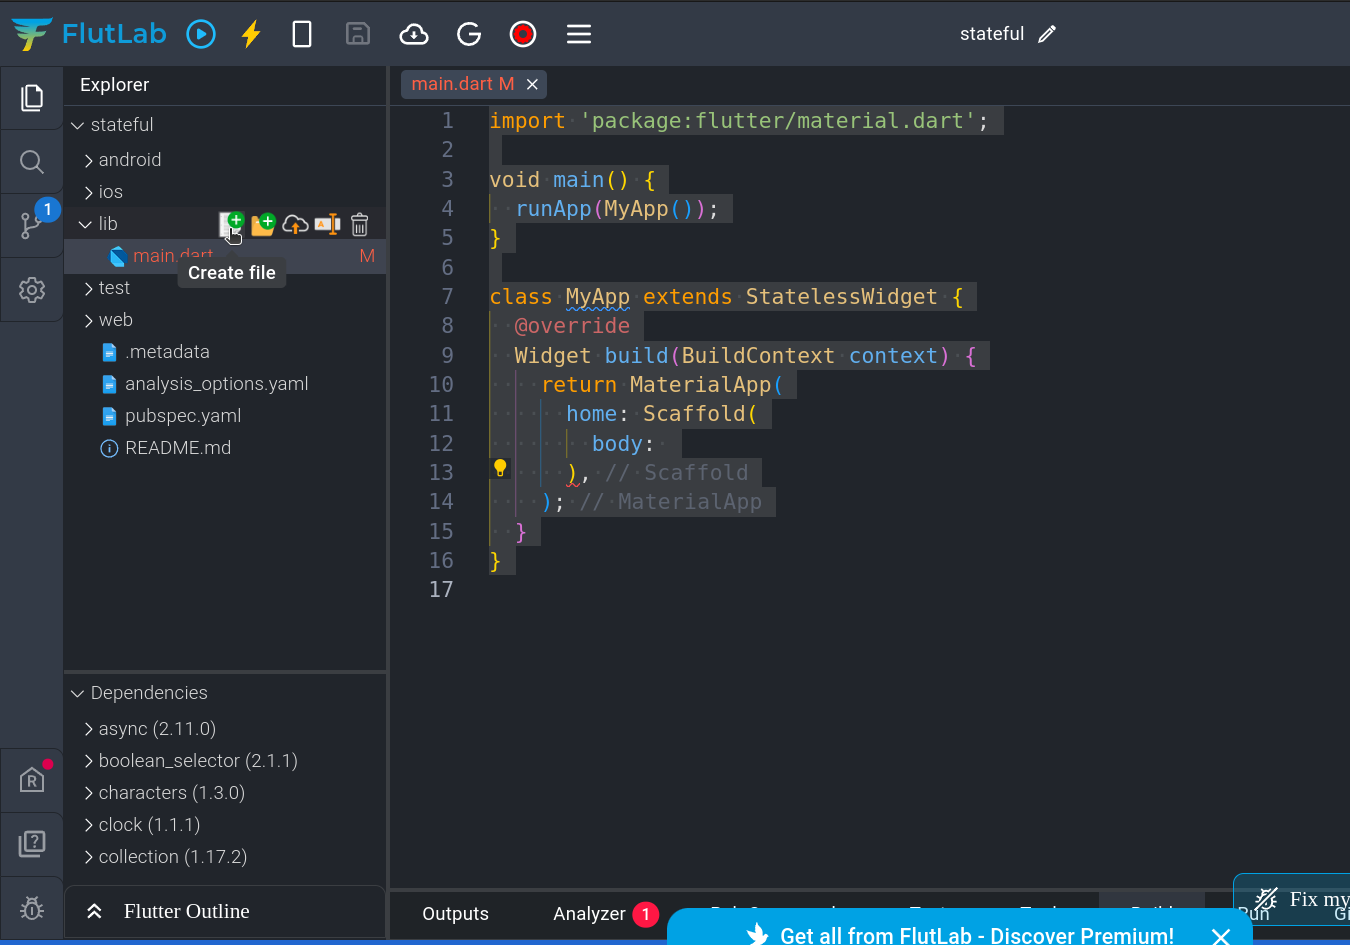 FlutLab
stateful
Explorer
main.dart M
stateful
android
ios
1
lib
main.dart M
Create file
test
web
.metadata
analysis_options.yaml
pubspec.yaml
README.md
1 import 'package:flutter/material.dart';
2
3 void main() {
4 runApp(MyApp());
5 }
6
7 class MyApp extends StatelessWidget {
8 @override
9 Widget build(BuildContext context) {
10 return MaterialApp(
11 home: Scaffold(
12 body:
13 ), // Scaffold
14 ); // MaterialApp
15 }
16 }
17
Dependencies
async (2.11.0)
boolean_selector (2.1.1)
characters (1.3.0)
clock (1.1.1)
collection (1.17.2)
Flutter Outline
Outputs
Analyzer 1
Run
Fix my
Get all from FlutLab - Discover Premium!